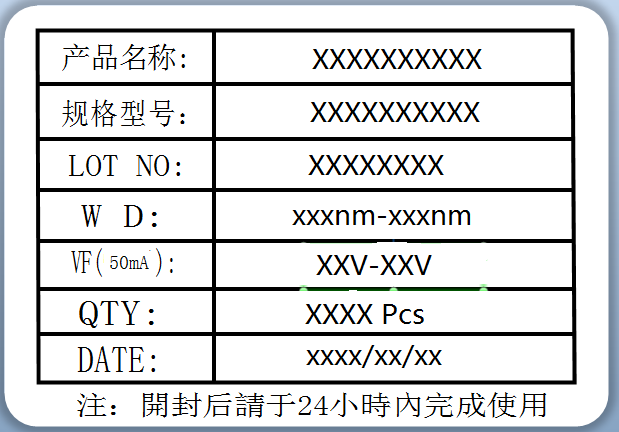 产品名称: XXXXXXXXXX
规格型号: XXXXXXXXXX
LOT NO: XXXXXXXX
W D: xxxnm-xxxnm
VF(50mA): XXV-XXV
QTY: XXXX Pcs
DATE: xxxx/xx/xx
注: 開封后請于24小時內完成使用